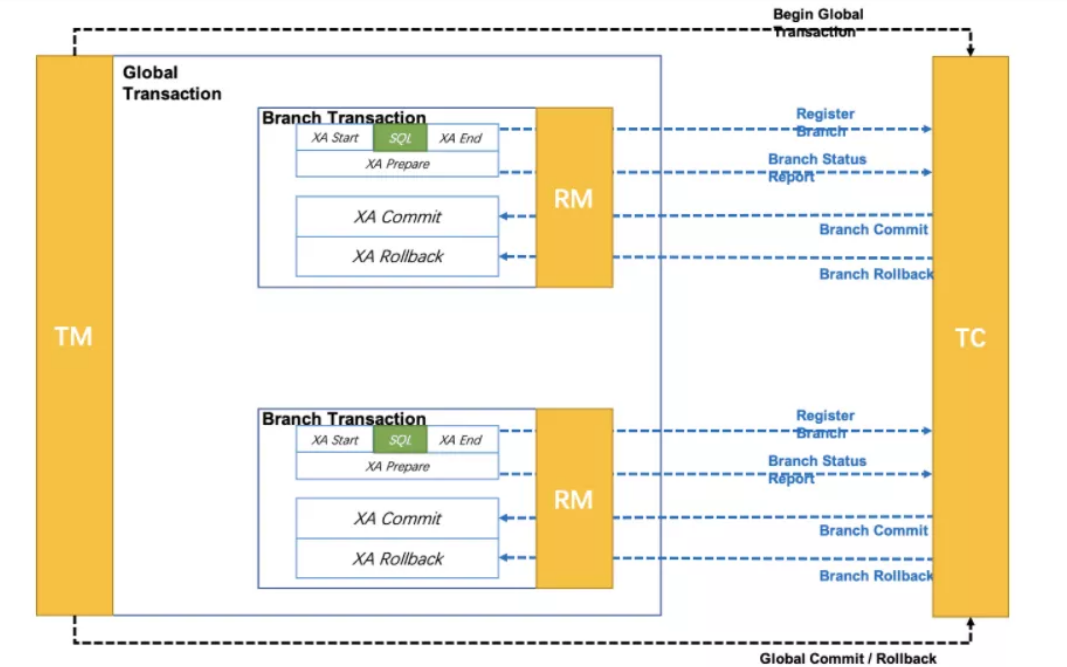 Begin Global
Transaction
Global
Transaction
TM
Branch Transaction
XA Start
SQL
XA End
XA Prepare
XA Commit
XA Rollback
RM
Register
Branch
Branch Status
Report
Branch Commit
Branch Rollback
TC
Branch Transaction
XA Start
SQL
XA End
XA Prepare
XA Commit
XA Rollback
RM
Register
Branch
Branch Status
Report
Branch Commit
Branch Rollback
Global Commit / Rollback